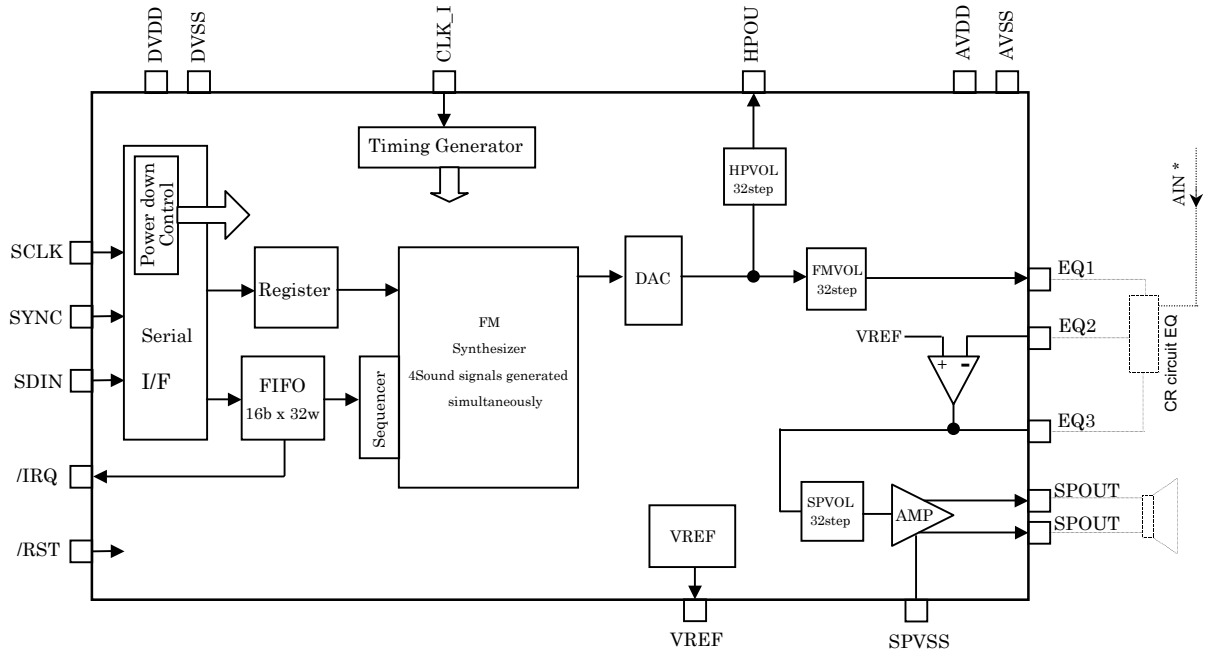 DVDD
DVSS
CLK_I
HPOU
AVDD
AVSS
Timing Generator
Power down
Control
HPVOL
32step
AIN *
SCLK
SYNC
SDIN
/IRQ
/RST
Serial
I/F
Register
FIFO
16b x 32w
Sequencer
FM
Synthesizer
4Sound signals generated
simultaneously
DAC
FMVOL
32step
EQ1
VREF
+ -
EQ2
CR circuit EQ
EQ3
SPVOL
32step
AMP
SPOUT
SPOUT
VREF
VREF
SPVSS